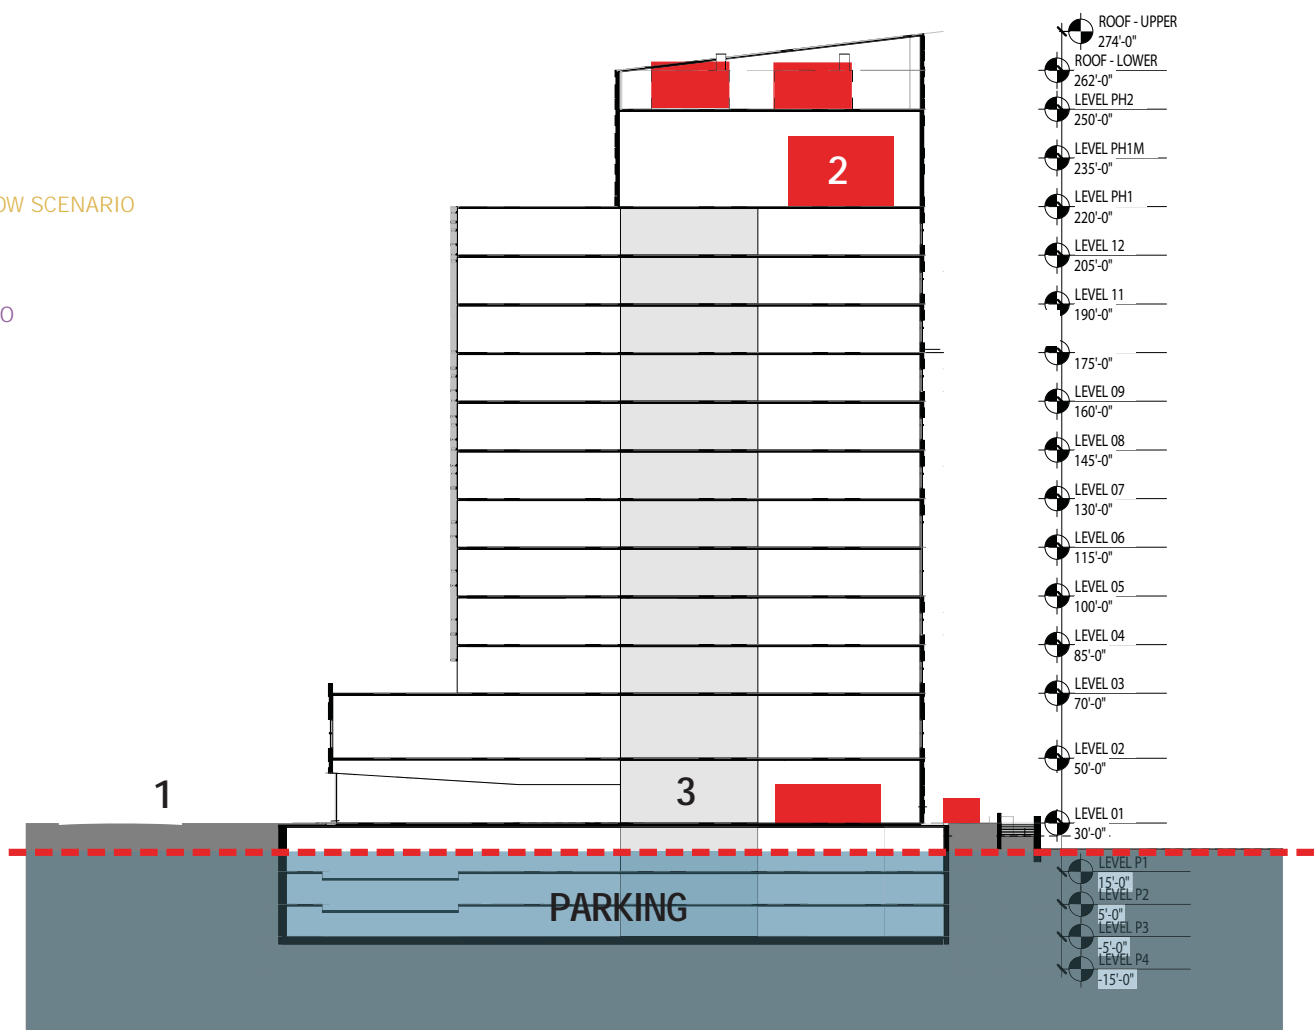 ROOF - UPPER
274'-0"
ROOF - LOWER
262'-0"
LEVEL PH2
250'-0"
LEVEL PH1M
235'-0"
2
OW SCENARIO
LEVEL PH1
220'-0"
LEVEL 12
205'-0"
LEVEL 11
190'-0"
O
175'-0"
LEVEL 09
160'-0"
LEVEL 08
145'-0"
LEVEL 07
130'-0"
LEVEL 06
115'-0"
LEVEL 05
100'-0"
LEVEL 04
85'-0"
LEVEL 03
70'-0"
LEVEL 02
50'-0"
1
3
LEVEL 01
30'-0"
LEVEL P1
15'-0"
LEVEL P2
5'-0"
PARKING
LEVEL P3
-5'-0"
LEVEL P4
-15'-0"